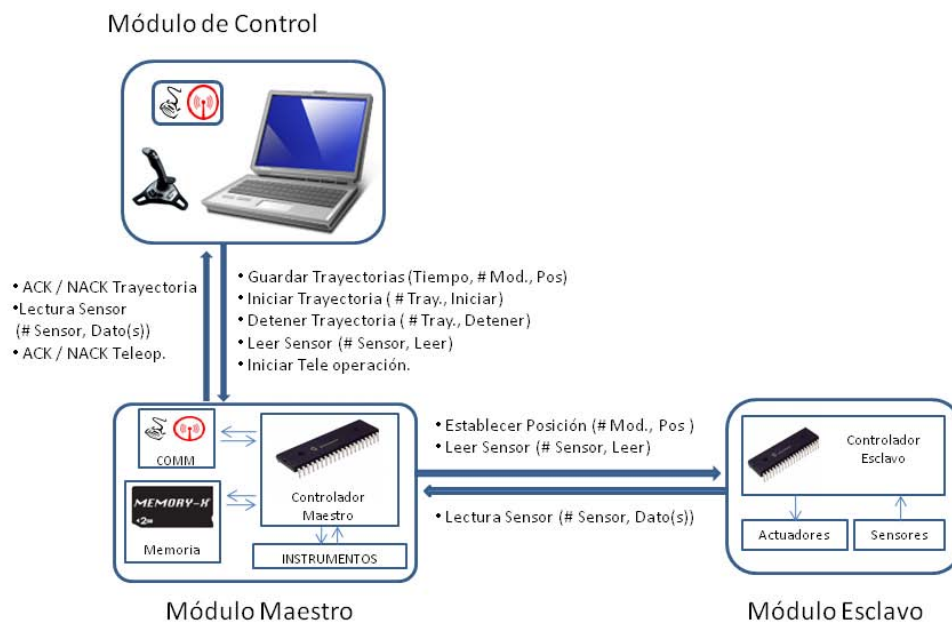 Módulo de Control
• ACK / NACK Trayectoria
•Lectura Sensor
(# Sensor, Dato(s))
• ACK / NACK Teleop.
• Guardar Trayectorias (Tiempo, # Mod., Pos)
• Iniciar Trayectoria ( # Tray., Iniciar)
• Detener Trayectoria ( # Tray., Detener)
• Leer Sensor (# Sensor, Leer)
• Iniciar Tele operación.
COMM
MEMORY-X
Memoria
Controlador
Maestro
INSTRUMENTOS
• Establecer Posición (# Mod., Pos )
• Leer Sensor (# Sensor, Leer)
• Lectura Sensor (# Sensor, Dato(s))
Controlador
Esclavo
Actuadores
Sensores
Módulo Maestro
Módulo Esclavo